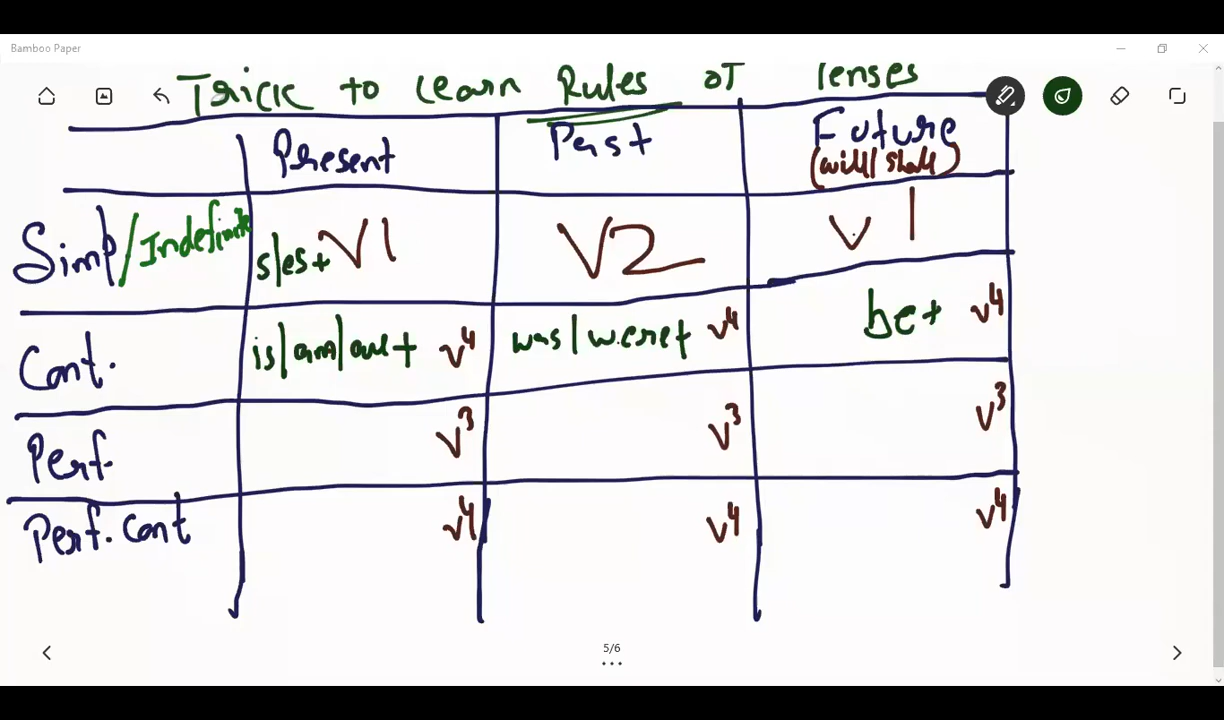 Bamboo Paper
Trick to learn Rules of Tenses
Present Past Future
(will/shall)
Simp/Indefinite s/es+V1 V2 V1
Cont. is/am/are+ v4 was/were+ v4 be+ v4
Perf. v3 v3 v3
Perf. Cont v4 v4 v4
5/6